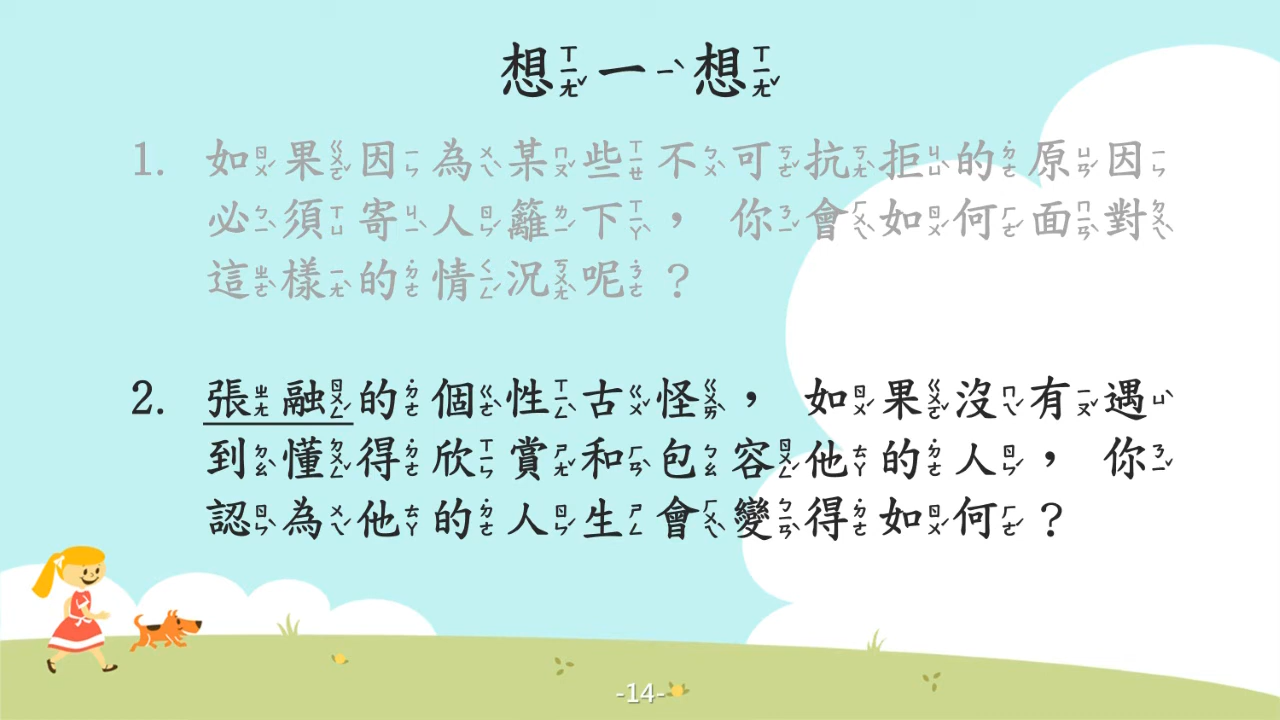 想一想
1. 如果因為某些不可抗拒的原因
必須寄人籬下，你會如何面對
這樣的情況呢？
2. 張融的個性古怪，如果沒有遇
到懂得欣賞和包容他的人，你
認為他的人生會變得如何？
-14-